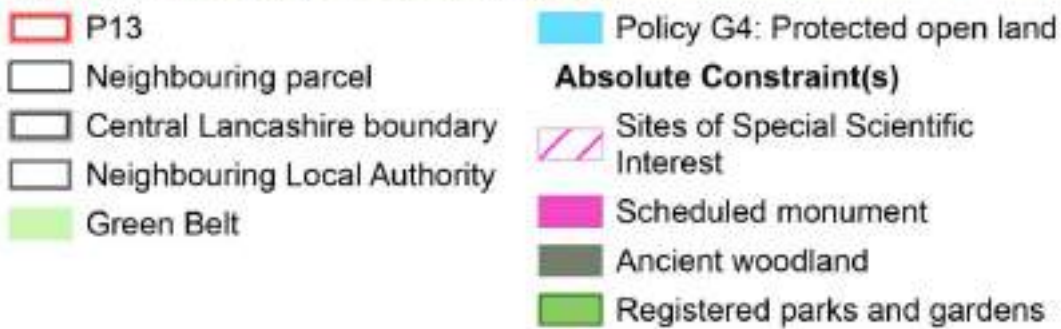 P13
Neighbouring parcel
Central Lancashire boundary
Neighbouring Local Authority
Green Belt
Policy G4: Protected open land
Absolute Constraint(s)
Sites of Special Scientific
Interest
Scheduled monument
Ancient woodland
Registered parks and gardens